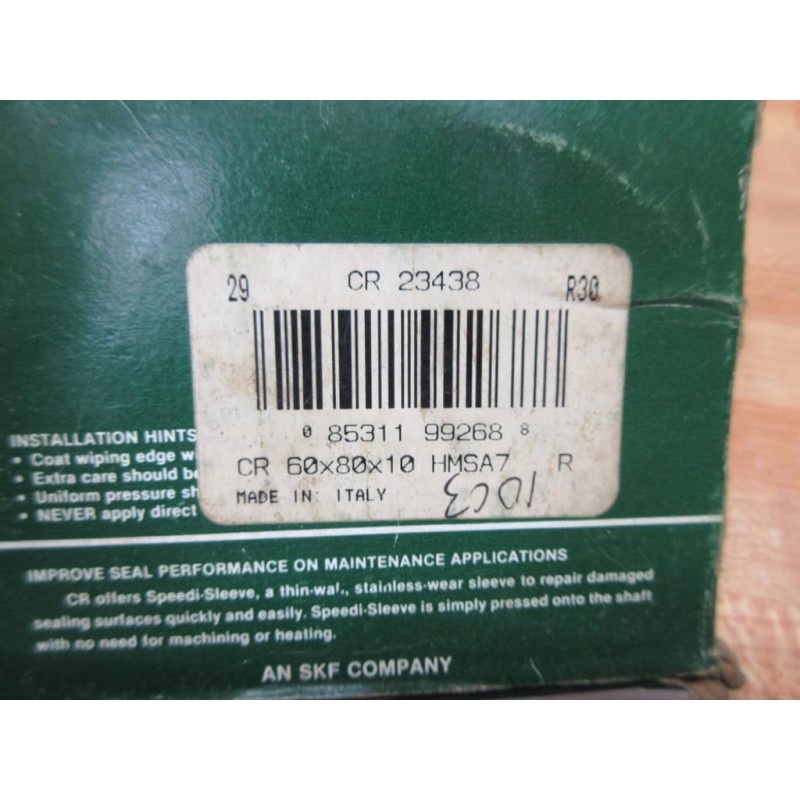 29 CR 23438 R30
0 85311 99268 8
CR 60x80x10 HMSA7 R
MADE IN: ITALY
INSTALLATION HINTS
• Coat wiping edge w
• Extra care should be
• Uniform pressure sh
• NEVER apply direct
IMPROVE SEAL PERFORMANCE ON MAINTENANCE APPLICATIONS
CR offers Speedi-Sleeve, a thin-wal., stainless-wear sleeve to repair damaged
sealing surfaces quickly and easily. Speedi-Sleeve is simply pressed onto the shaft
with no need for machining or heating.
AN SKF COMPANY